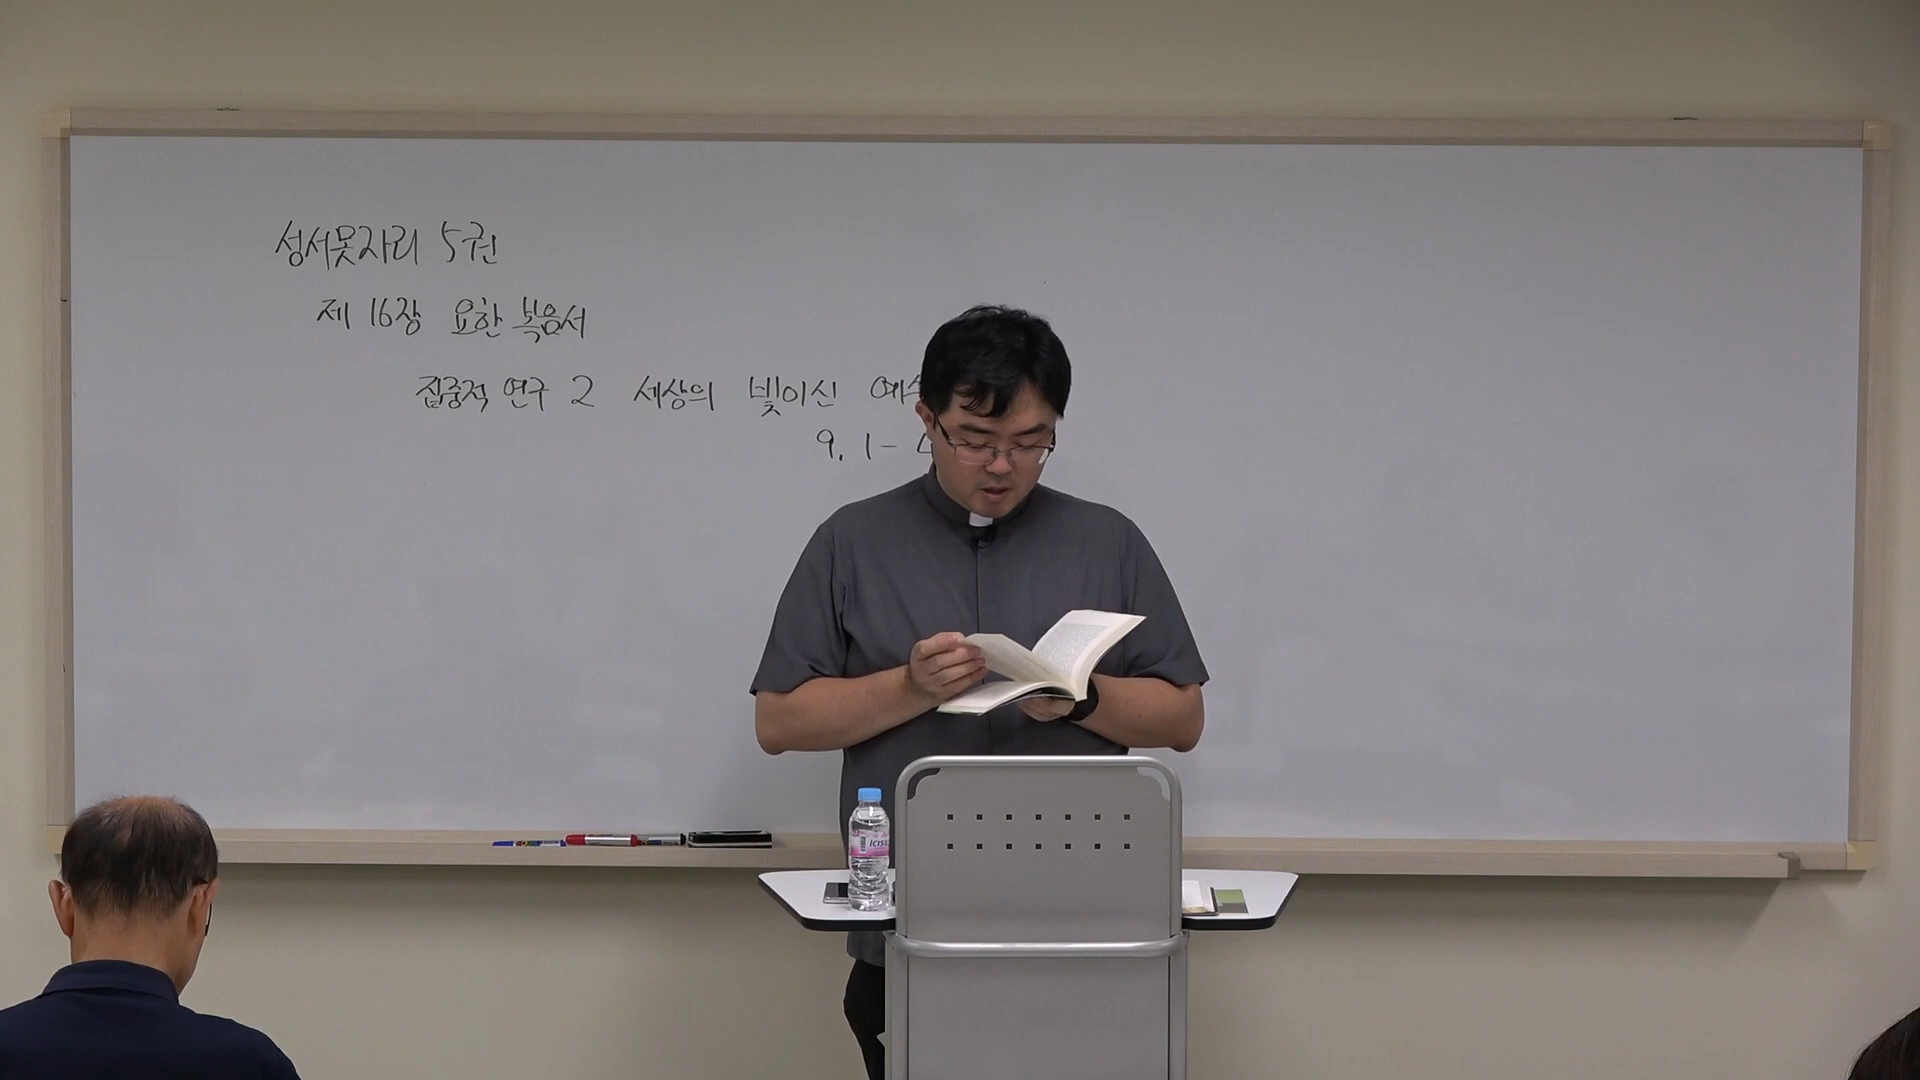 성서못자리 5권
제 16장 요한 복음서
집중적 연구 2 세상의 빛이신
9, 1-
icis